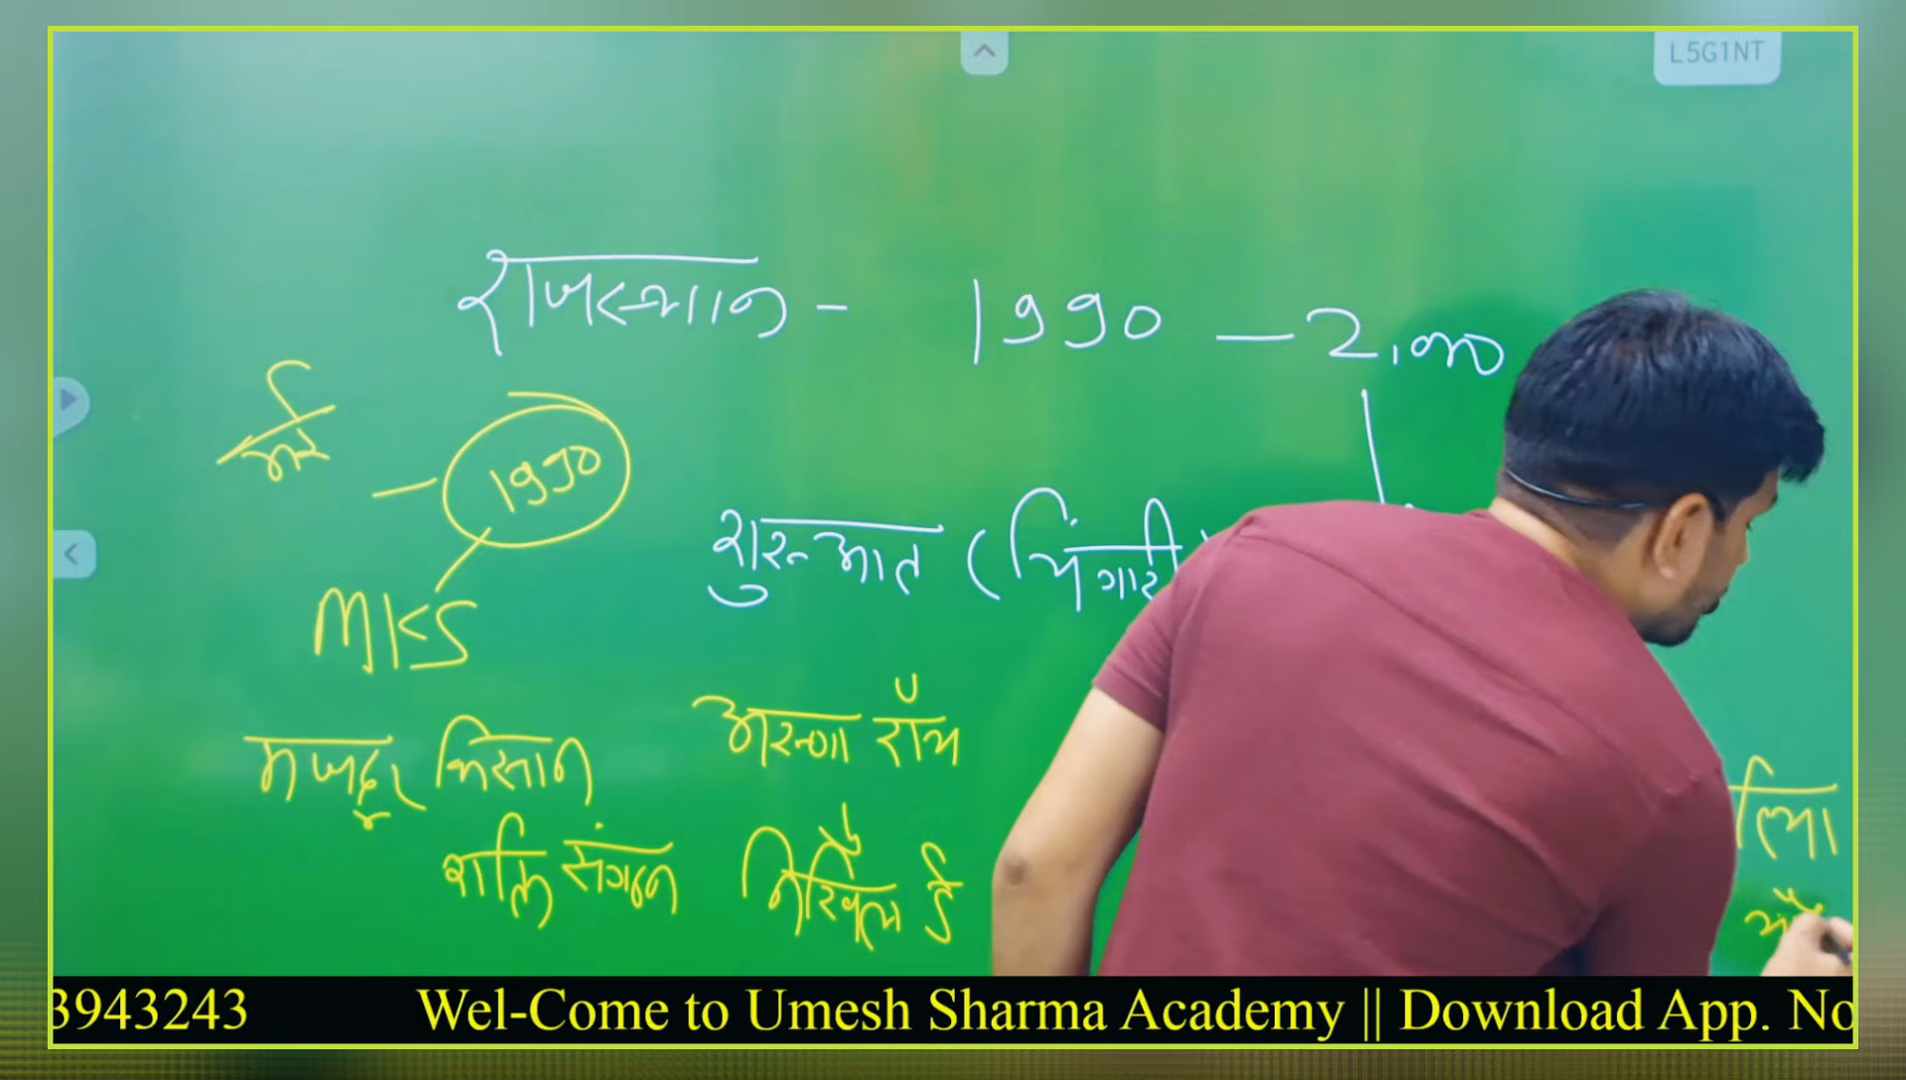 L5G1NT
राजस्थान - 1990 - 2,000
मई - 1990
शुरुआत (चिंगारी
MKS
मजदूर किसान
शक्ति संगठन
अरुणा रॉय
निखिल डे
3943243 Wel-Come to Umesh Sharma Academy || Download App. No